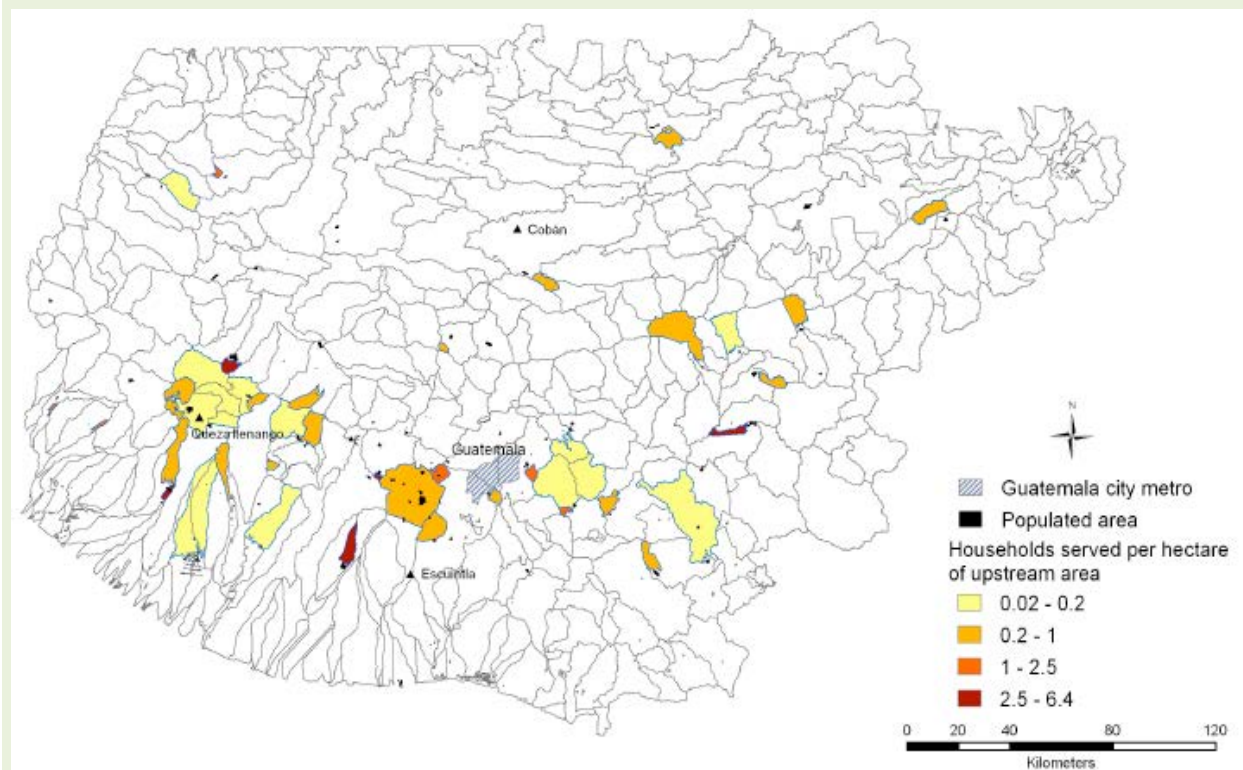 Cobán
Quezaltenango
Guatemala
Escuintla
N
Guatemala city metro
Populated area
Households served per hectare
of upstream area
0.02 - 0.2
0.2 - 1
1 - 2.5
2.5 - 6.4
0 20 40 80 120
Kilometers